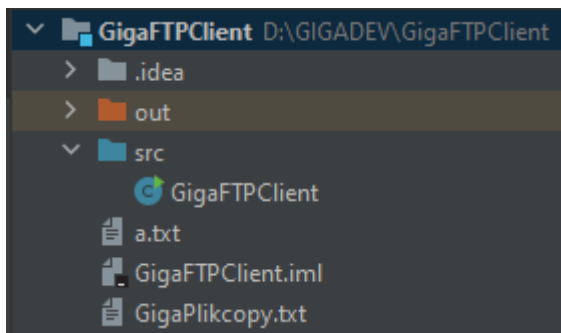 GigaFTPClient D:\GIGADEV\GigaFTPClient
.idea
out
src
GigaFTPClient
a.txt
GigaFTPClient.iml
GigaPlikcopy.txt